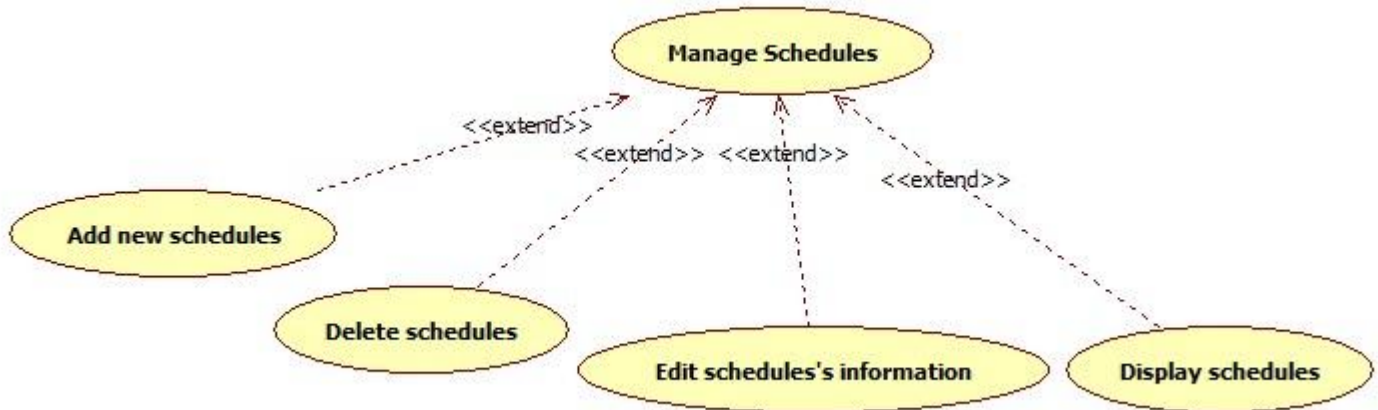 Manage Schedules
<<extend>>
<<extend>>
<<extend>>
<<extend>>
Add new schedules
Delete schedules
Edit schedules's information
Display schedules